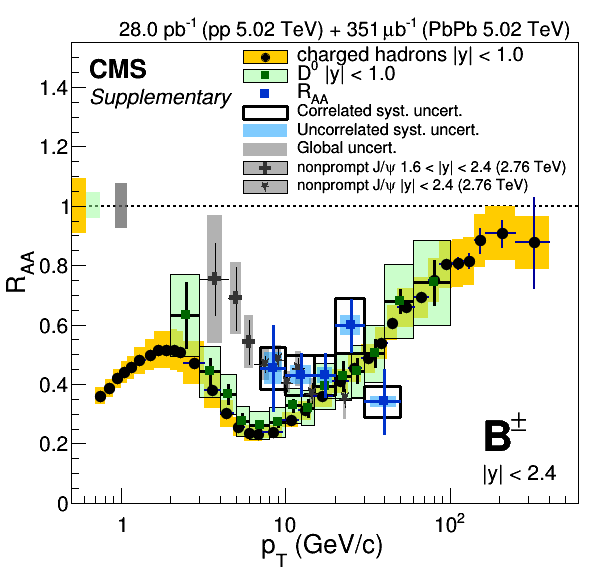 28.0 pb⁻¹ (pp 5.02 TeV) + 351 μb⁻¹ (PbPb 5.02 TeV)
CMS
Supplementary
charged hadrons |y| < 1.0
D⁰ |y| < 1.0
R_AA
Correlated syst. uncert.
Uncorrelated syst. uncert.
Global uncert.
nonprompt J/ψ 1.6 < |y| < 2.4 (2.76 TeV)
nonprompt J/ψ |y| < 2.4 (2.76 TeV)
1.4
1.2
1
0.8
0.6
0.4
0.2
0
R_AA
B±
|y| < 2.4
1 10 10²
p_T (GeV/c)